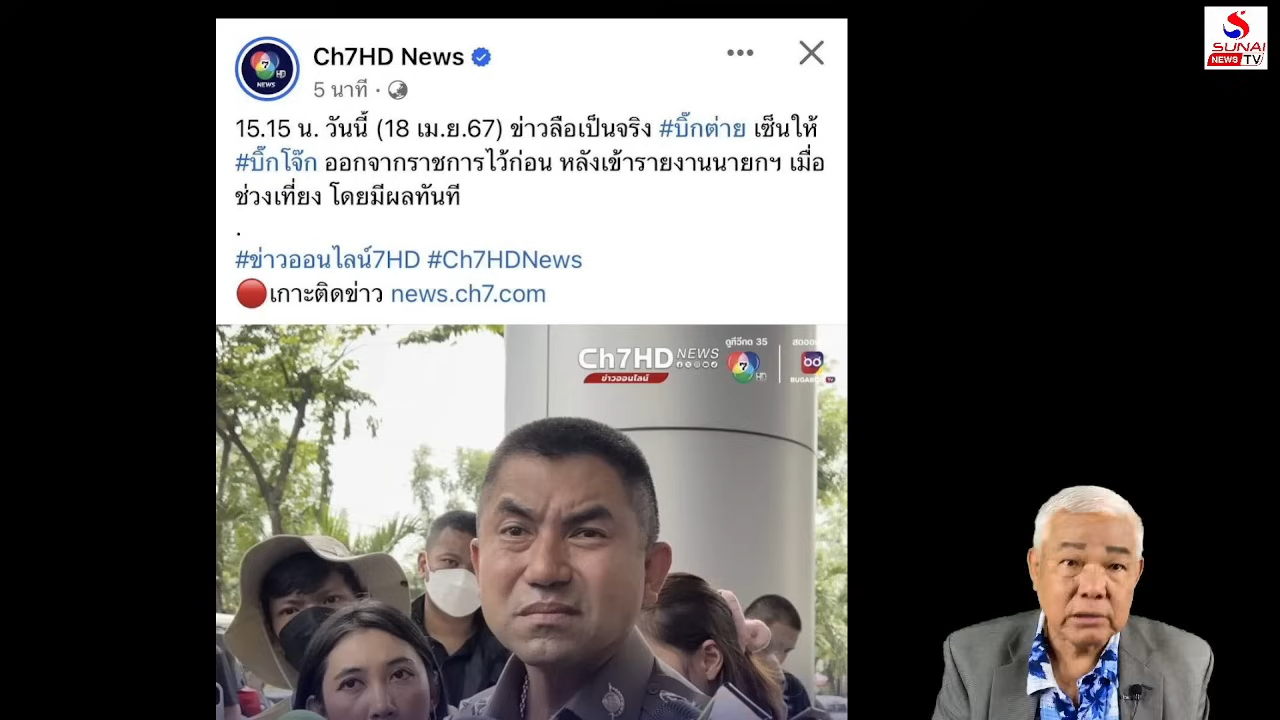 Ch7HD News
5 นาที ·
15.15 น. วันนี้ (18 เม.ย.67) ข่าวลือเป็นจริง #บิ๊กต่าย เซ็นให้
#บิ๊กโจ๊ก ออกจากราชการไว้ก่อน หลังเข้ารายงานนายกฯ เมื่อ
ช่วงเที่ยง โดยมีผลทันที
.
#ข่าวออนไลน์7HD #Ch7HDNews
เกาะติดข่าว news.ch7.com
Ch7HD NEWS
ข่าวออนไลน์
ดูทีวีกด 35
7 HD
SUNAI
NEWS TV
7 HD
NEWS